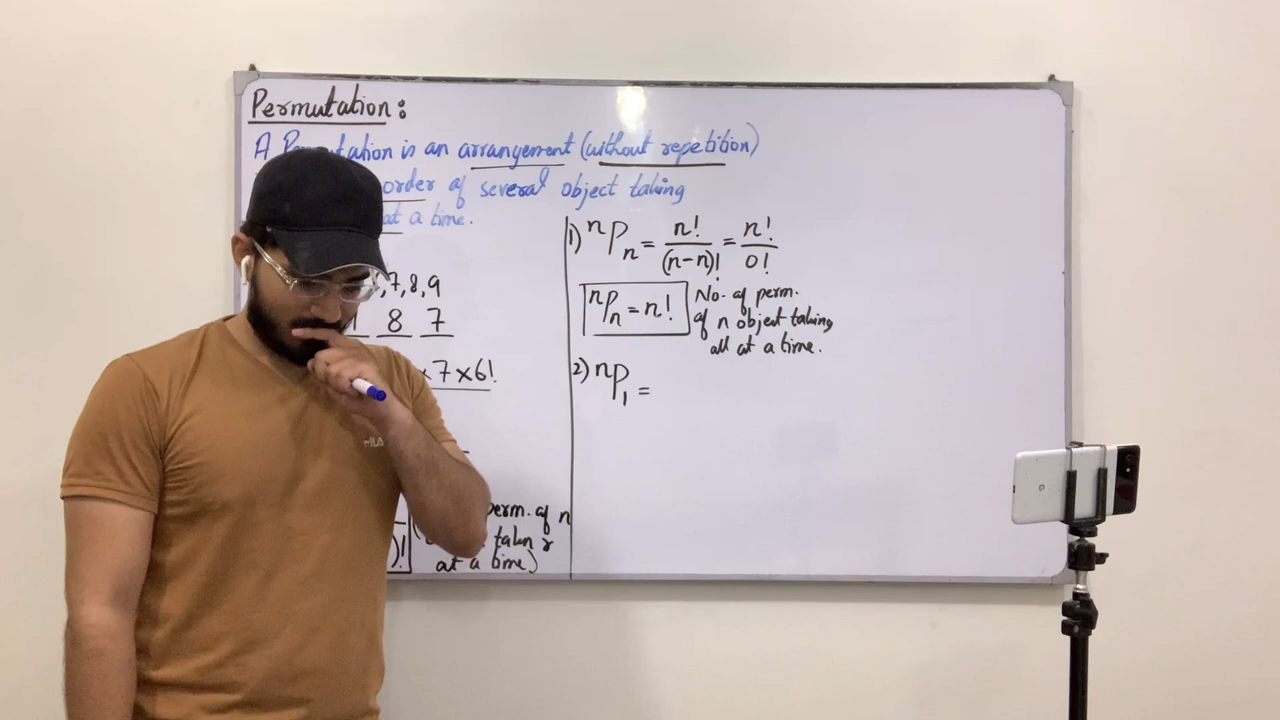 Permutation:
A Permutation is an arrangement (without repetition)
order of several object taking
at a time.
,7,8,9
1 8 7
×7×6!
)!
perm. of n
taken r
at a time)
1) ⁿPₙ = n!/(n-n)! = n!/0!
ⁿPₙ = n!
No. of perm.
of n object taking
all at a time.
2) ⁿP₁ =